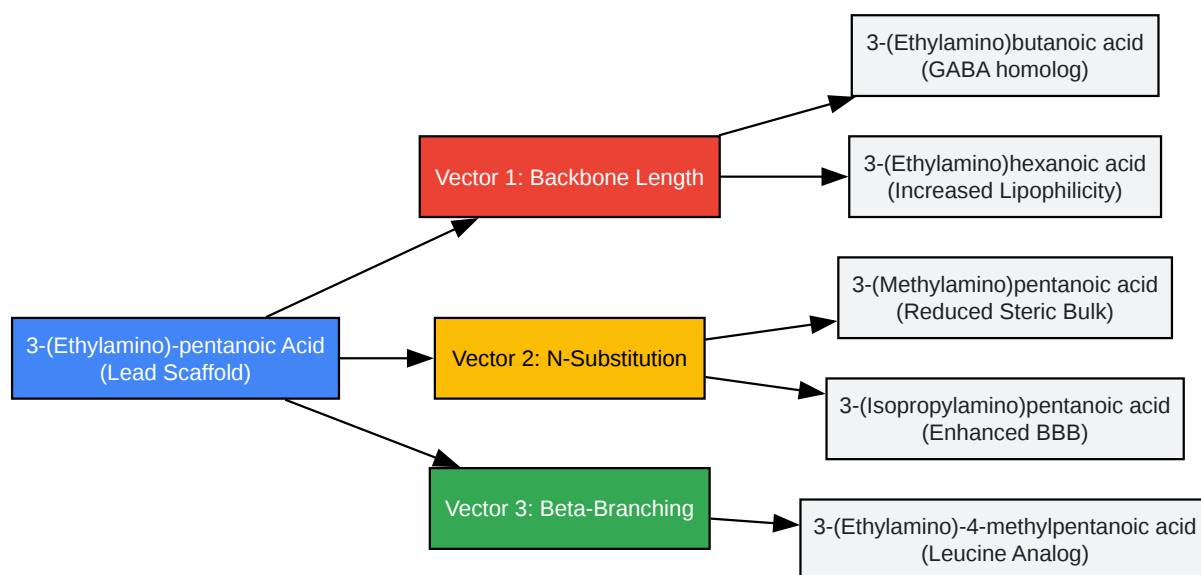 3-(Ethylamino)butanoic acid
(GABA homolog)
Vector 1: Backbone Length
3-(Ethylamino)hexanoic acid
(Increased Lipophilicity)
3-(Methylamino)pentanoic acid
(Reduced Steric Bulk)
3-(Ethylamino)-pentanoic Acid
(Lead Scaffold)
Vector 2: N-Substitution
3-(Isopropylamino)pentanoic acid
(Enhanced BBB)
Vector 3: Beta-Branching
3-(Ethylamino)-4-methylpentanoic acid
(Leucine Analog)